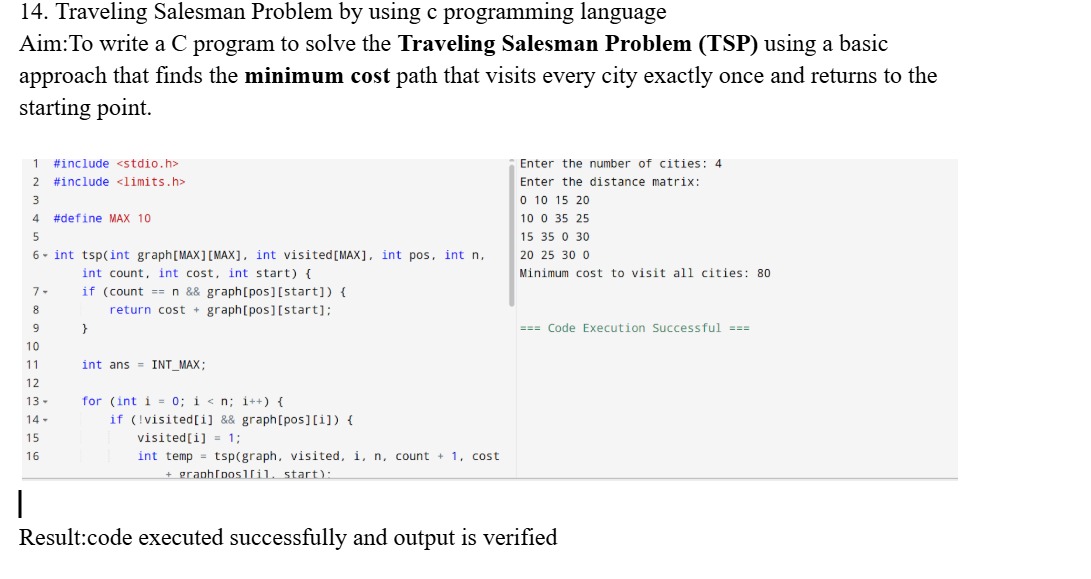 14. Traveling Salesman Problem by using c programming language
Aim:To write a C program to solve the Traveling Salesman Problem (TSP) using a basic
approach that finds the minimum cost path that visits every city exactly once and returns to the
starting point.
1 #include <stdio.h>
2 #include <limits.h>
3
4 #define MAX 10
5
6 int tsp(int graph[MAX][MAX], int visited[MAX], int pos, int n,
int count, int cost, int start) {
7 if (count == n && graph[pos][start]) {
8 return cost + graph[pos][start];
9 }
10
11 int ans = INT_MAX;
12
13 for (int i = 0; i < n; i++) {
14 if (!visited[i] && graph[pos][i]) {
15 visited[i] = 1;
16 int temp = tsp(graph, visited, i, n, count + 1, cost
+ graph[pos][i], start);
Enter the number of cities: 4
Enter the distance matrix:
0 10 15 20
10 0 35 25
15 35 0 30
20 25 30 0
Minimum cost to visit all cities: 80
=== Code Execution Successful ===
Result:code executed successfully and output is verified